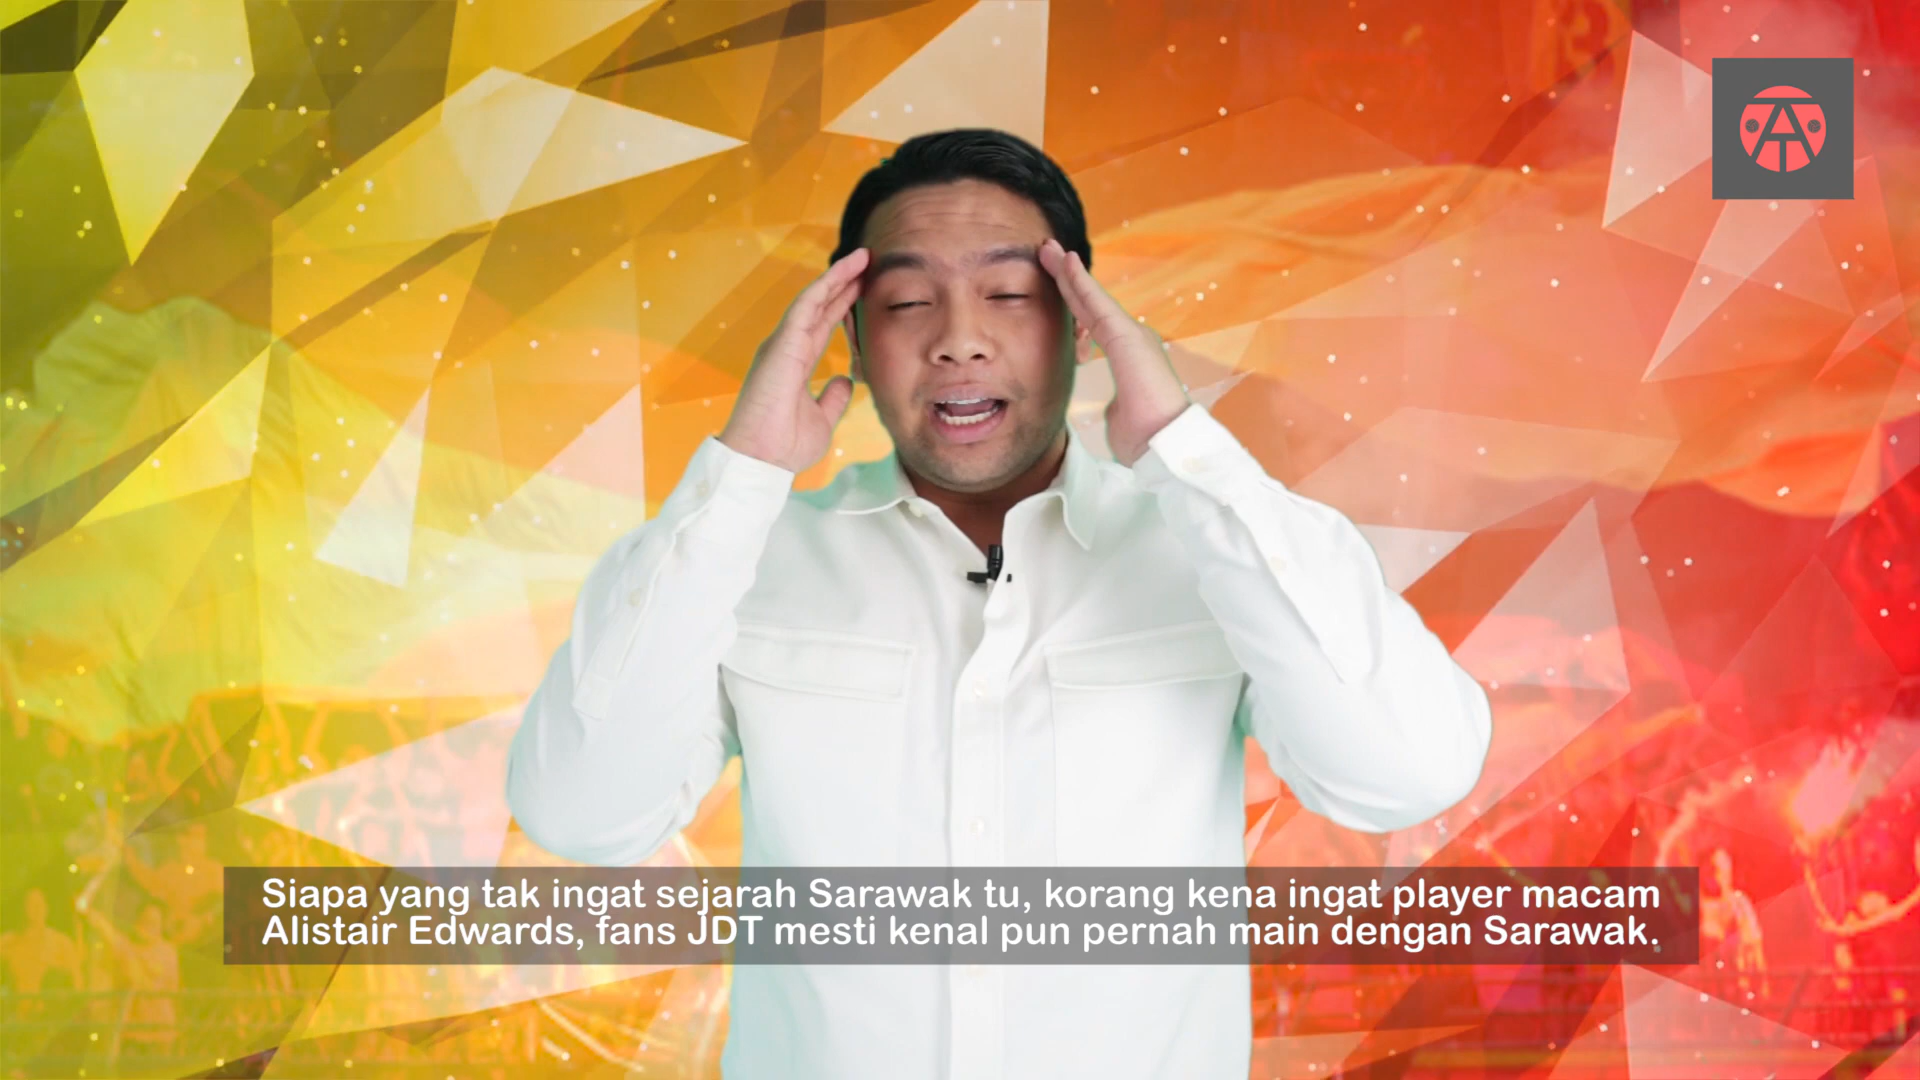 Siapa yang tak ingat sejarah Sarawak tu, korang kena ingat player macam
Alistair Edwards, fans JDT mesti kenal pun pernah main dengan Sarawak.